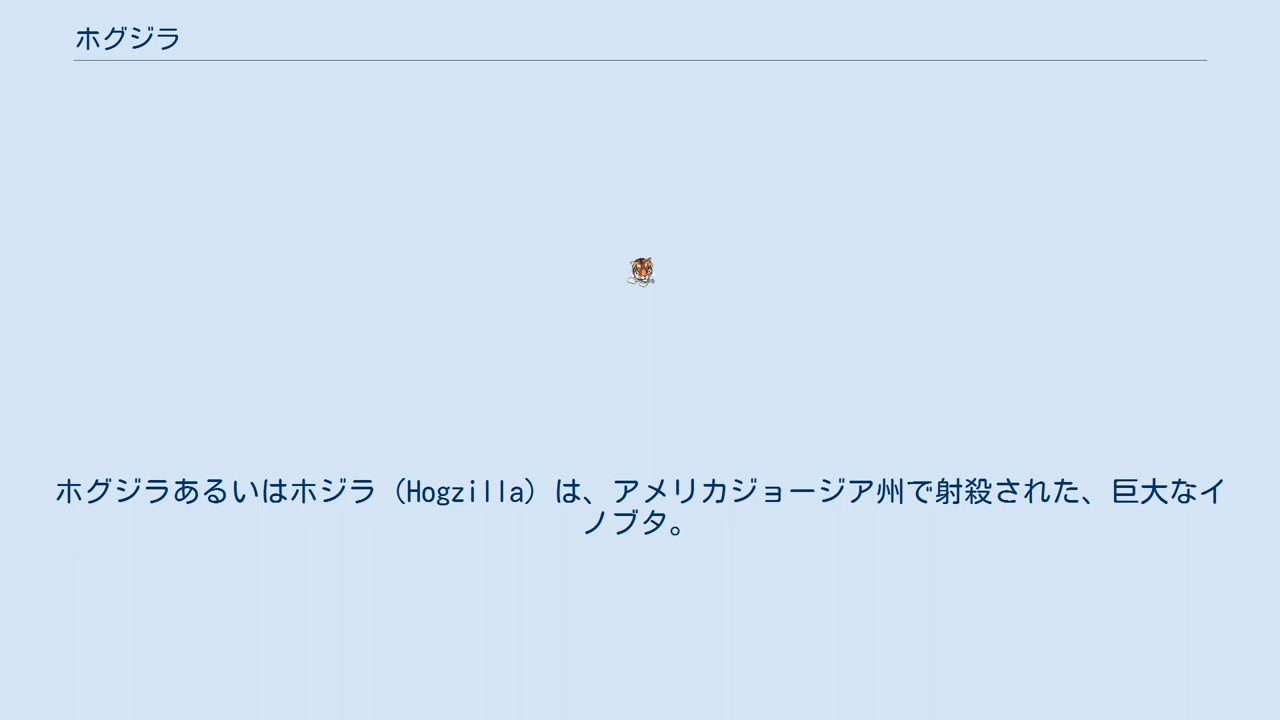 ホグジラ
ホグジラあるいはホジラ（Hogzilla）は、アメリカジョージア州で射殺された、巨大なイ
ノブタ。